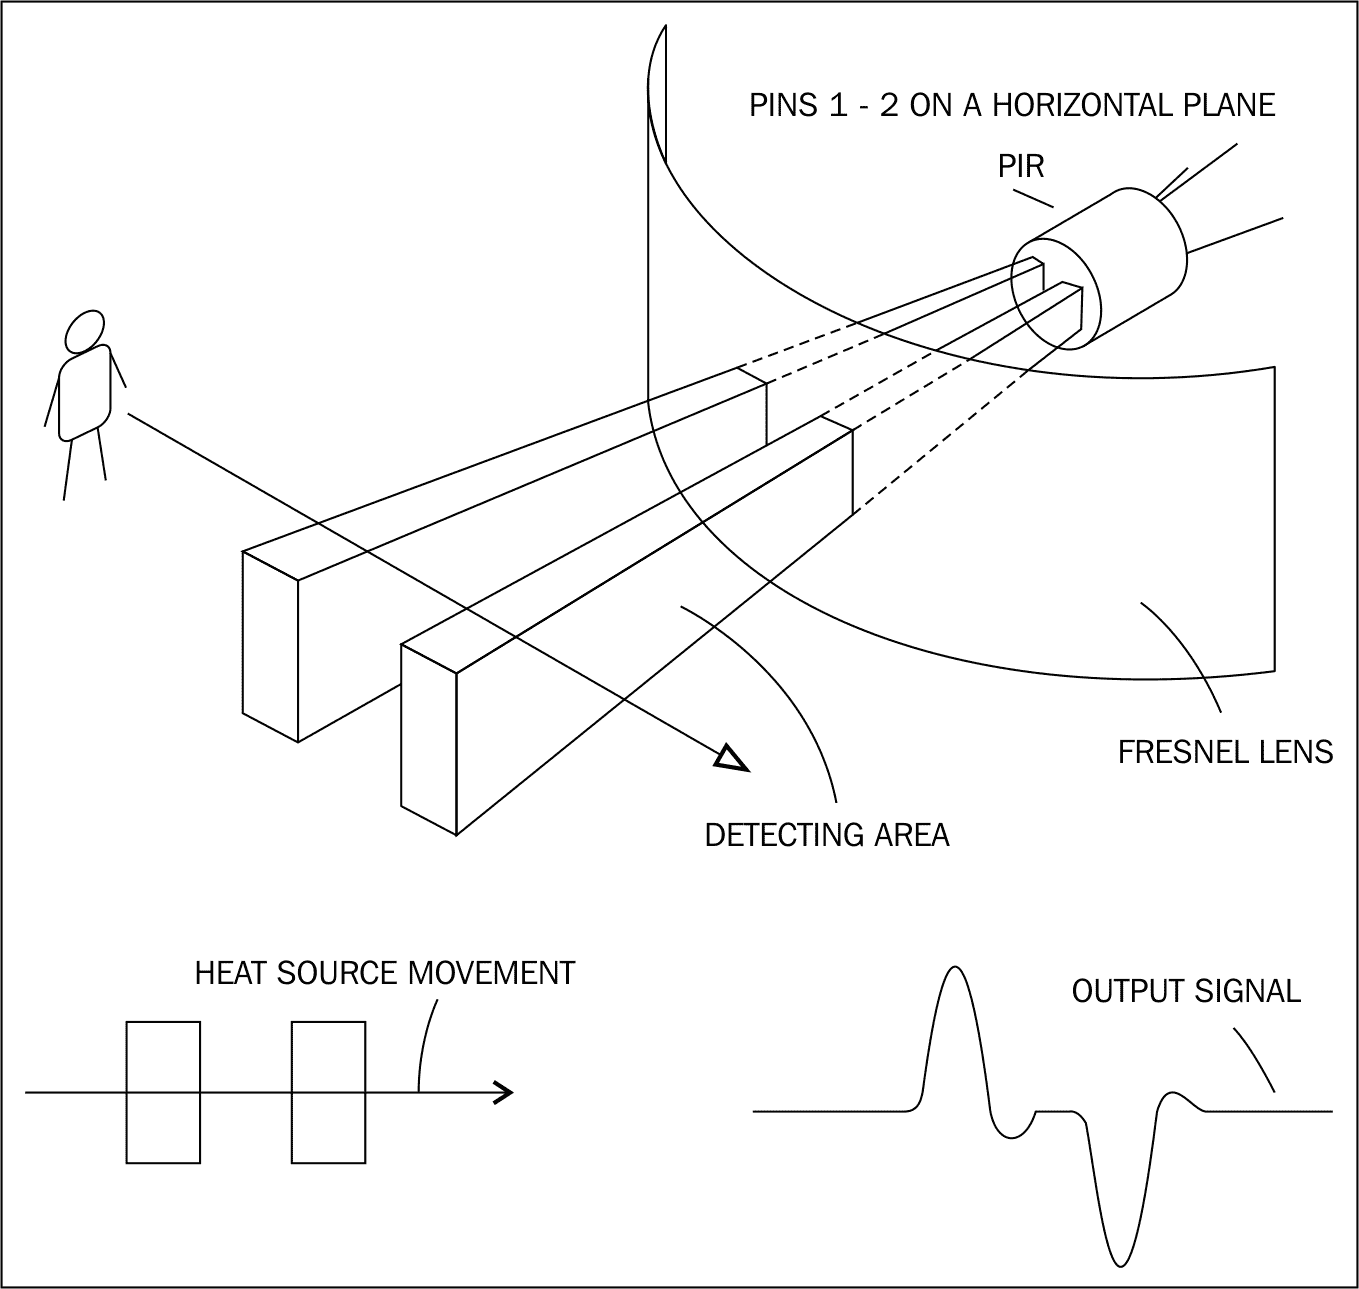 PINS 1 - 2 ON A HORIZONTAL PLANE
PIR
FRESNEL LENS
DETECTING AREA
HEAT SOURCE MOVEMENT
OUTPUT SIGNAL